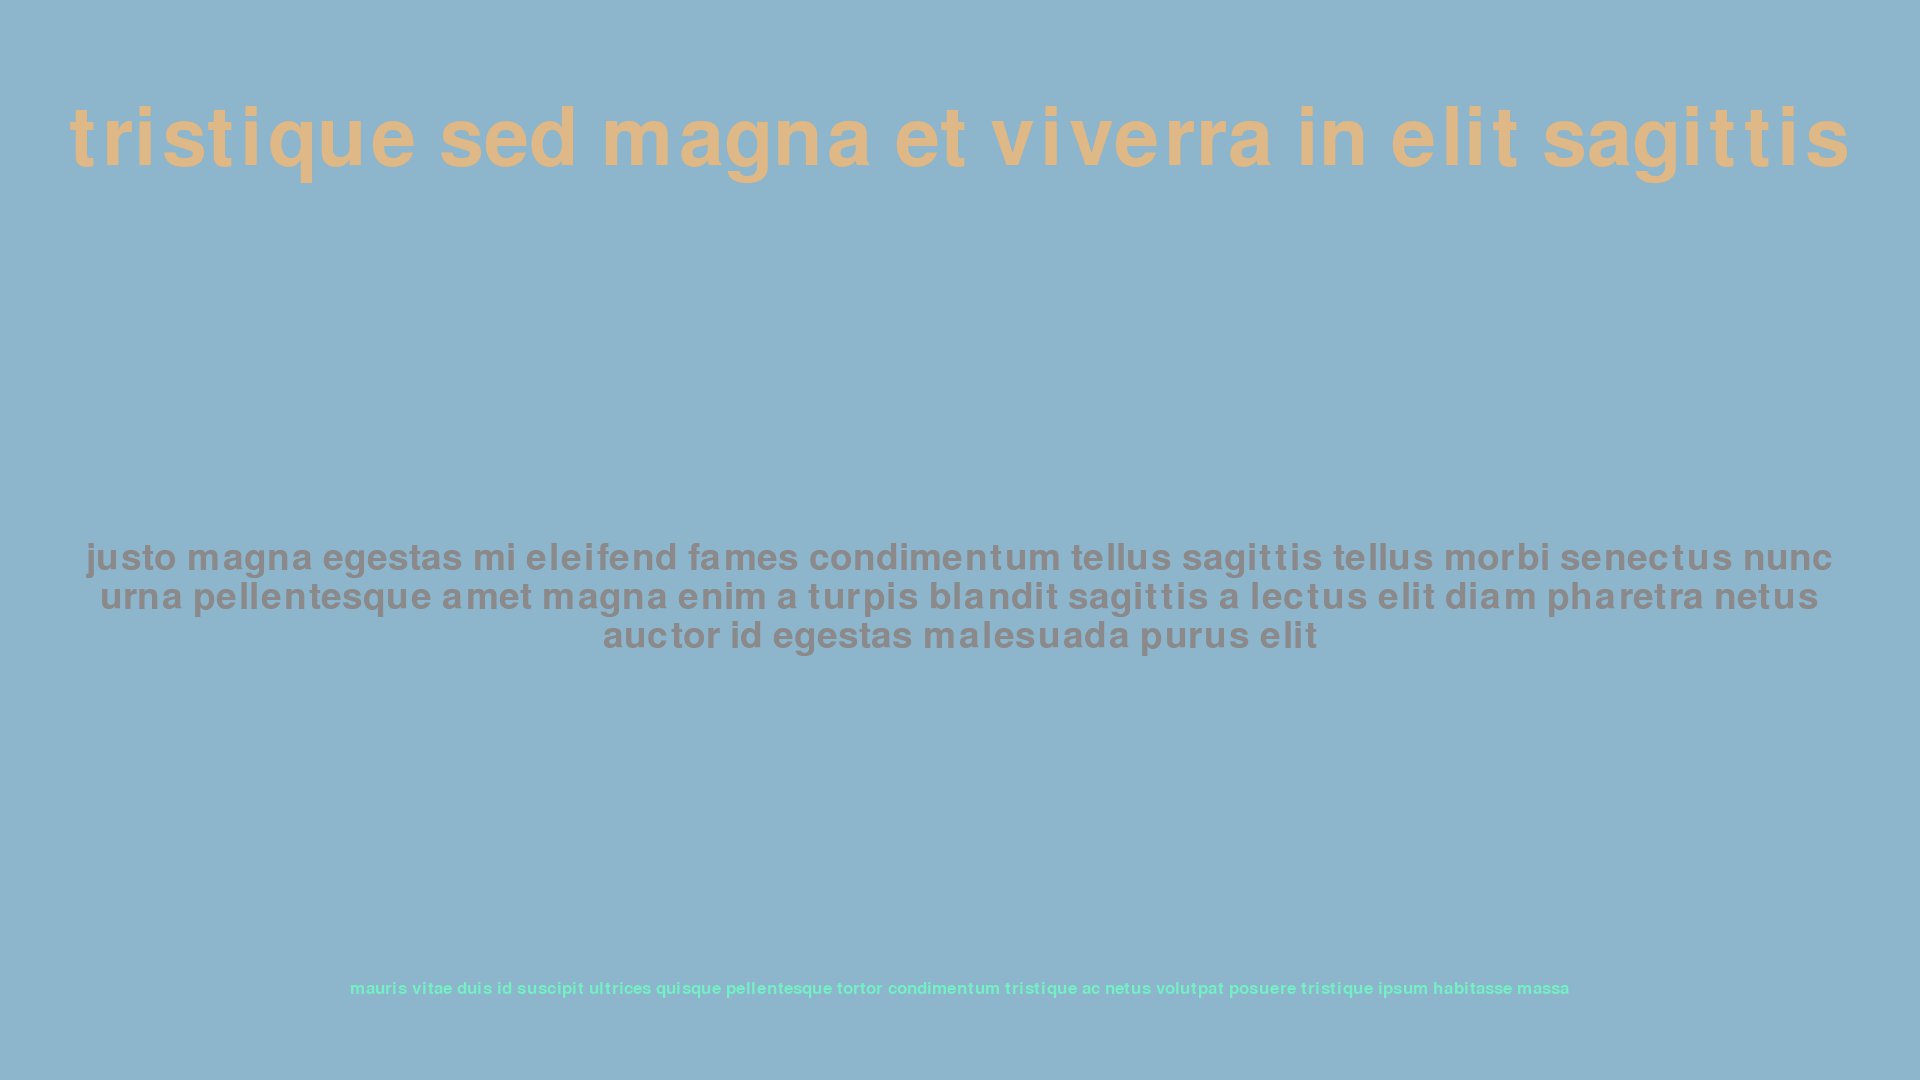 tristique sed magna et viverra in elit sagittis
justo magna egestas mi eleifend fames condimentum tellus sagittis tellus morbi senectus nunc
urna pellentesque amet magna enim a turpis blandit sagittis a lectus elit diam pharetra netus
auctor id egestas malesuada purus elit
mauris vitae duis id suscipit ultrices quisque pellentesque tortor condimentum tristique ac netus volutpat posuere tristique ipsum habitasse massa